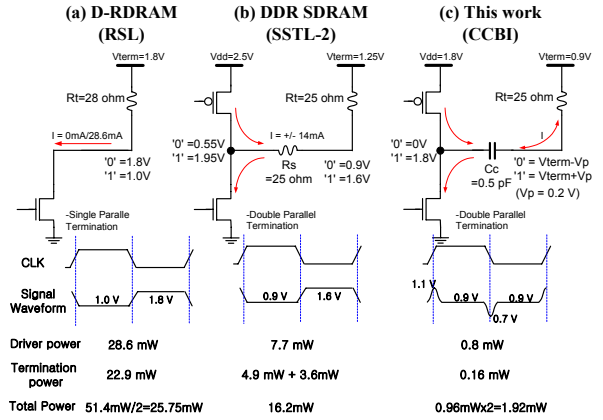 (a) D-RDRAM (b) DDR SDRAM (c) This work
(RSL) (SSTL-2) (CCBI)
Vterm=1.8V Vdd=2.5V Vterm=1.25V Vdd=1.8V Vterm=0.9V
Rt=28 ohm Rt=25 ohm Rt=25 ohm
I = 0mA/28.6mA I = +/- 14mA I
'0' = 1.8V
'1' = 1.0V
'0' = 0.55V
'1' = 1.95V
Rs
=25 ohm
'0'=0.9V
'1'= 1.6V
'0' = 0V
'1' = 1.8V
Cc
=0.5 pF
'0' = Vterm-Vp
'1' = Vterm+Vp
(Vp = 0.2 V)
-Single Paralle
Termination
-Double Parallel
Termination
-Double Parallel
Termination
CLK
Signal
Waveform
1.0 V 1.8 V 0.9 V 1.6 V 1.1 V 0.9 V 0.9 V
0.7 V
Driver power 28.6 mW 7.7 mW 0.8 mW
Termination
power
22.9 mW 4.9 mW + 3.6mW 0.16 mW
Total Power 51.4mW/2=25.75mW 16.2mW 0.96mWx2=1.92mW